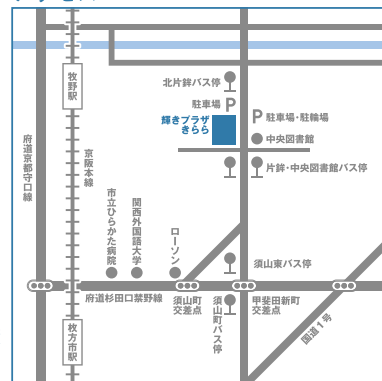 牧野駅
北片鉾バス停
駐車場
P
輝きプラザ
きらら
P
駐車場・駐輪場
中央図書館
片鉾・中央図書館バス停
府道京都守口線
京阪本線
市立ひらかた
病院
関西外国語大学
ローソン
須山東バス停
府道杉田口禁野線
須山町
交差点
須山町バス停
甲斐田新町
交差点
枚方市駅
国道1号